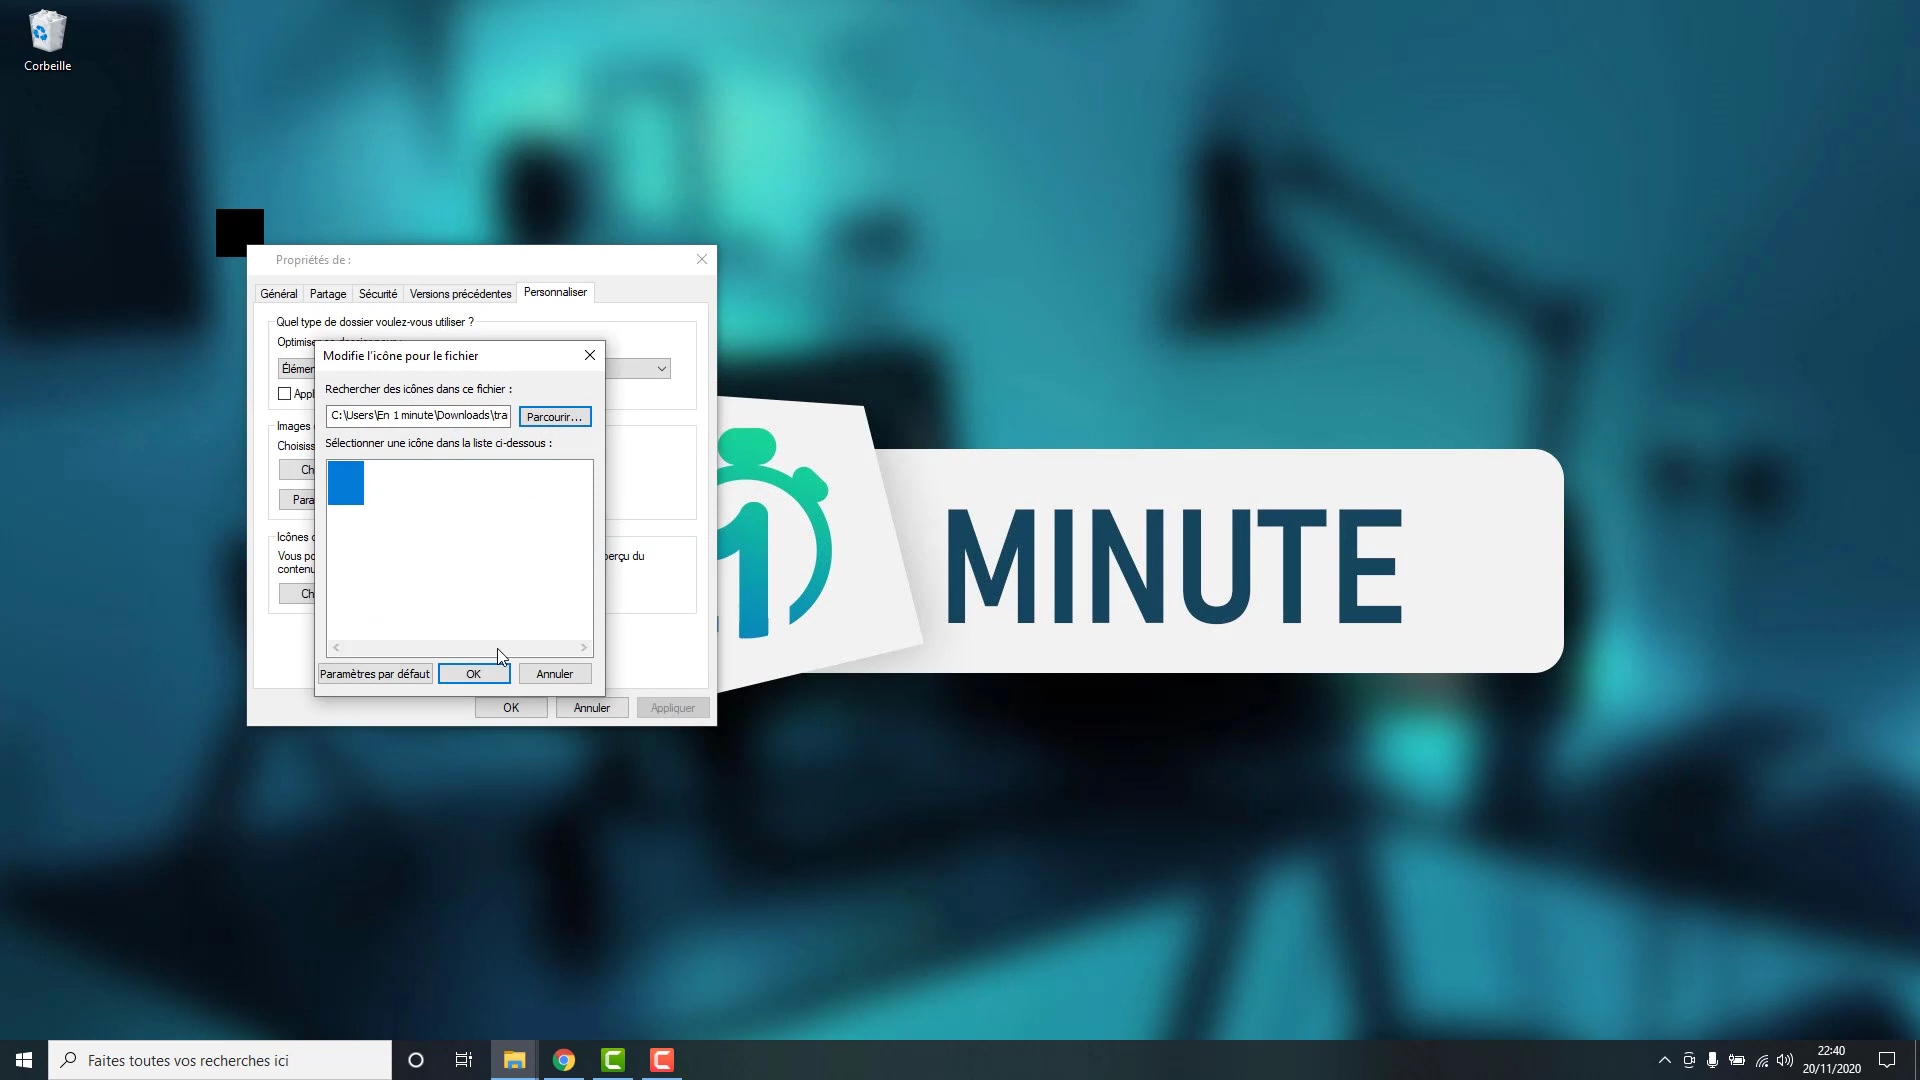 Corbeille
Propriétés de :
Général
Partage
Sécurité
Versions précédentes
Personnaliser
Quel type de dossier voulez-vous utiliser ?
Optimise
Élémen
Appl
Images
Choisiss
Ch
Para
Icônes
Vous po
perçu du
contenu
Ch
OK
Annuler
Appliquer
Modifie l'icône pour le fichier
Rechercher des icônes dans ce fichier :
C:\Users\En 1 minute\Downloads\tra
Parcourir...
Sélectionner une icône dans la liste ci-dessous :
Paramètres par défaut
OK
Annuler
1
MINUTE
Faites toutes vos recherches ici
22:40
20/11/2020